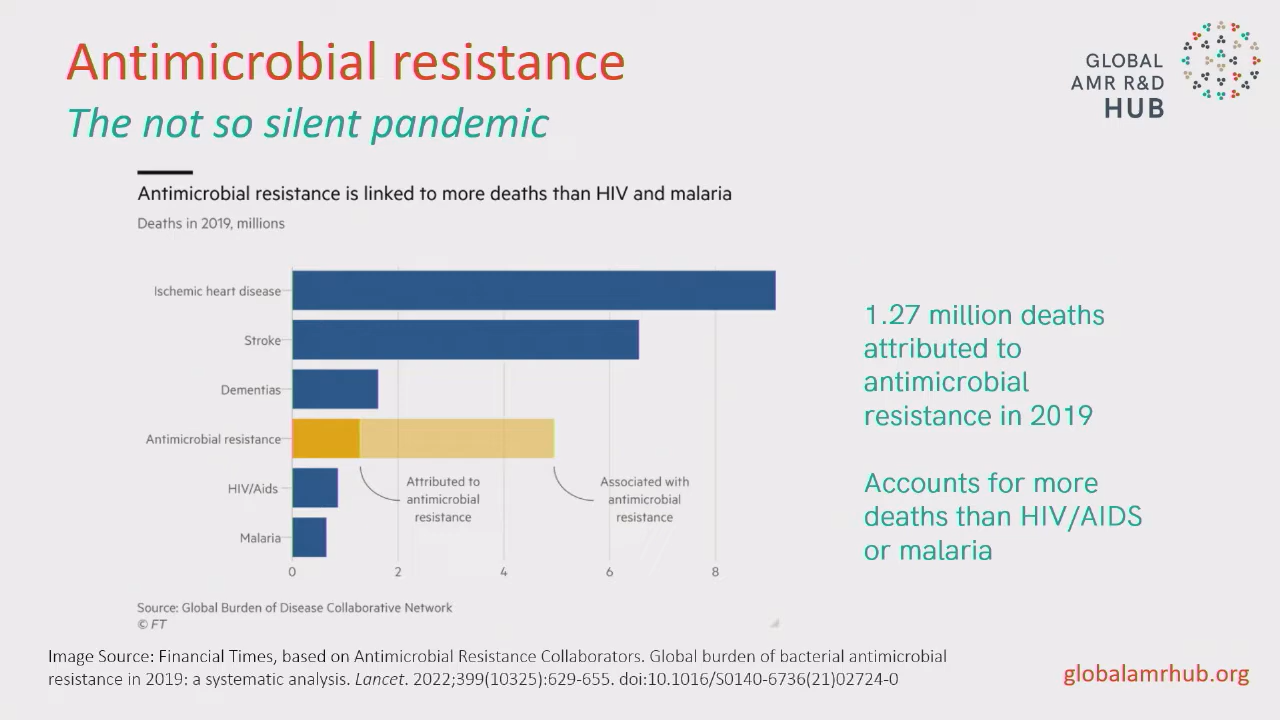 Antimicrobial resistance
The not so silent pandemic
GLOBAL
AMR R&D
HUB
Antimicrobial resistance is linked to more deaths than HIV and malaria
Deaths in 2019, millions
Ischemic heart disease
Stroke
Dementias
Antimicrobial resistance
HIV/Aids
Malaria
Attributed to
antimicrobial
resistance
Associated with
antimicrobial
resistance
0 2 4 6 8
Source: Global Burden of Disease Collaborative Network
© FT
1.27 million deaths
attributed to
antimicrobial
resistance in 2019
Accounts for more
deaths than HIV/AIDS
or malaria
Image Source: Financial Times, based on Antimicrobial Resistance Collaborators. Global burden of bacterial antimicrobial
resistance in 2019: a systematic analysis. Lancet. 2022;399(10325):629-655. doi:10.1016/S0140-6736(21)02724-0
globalamrhub.org